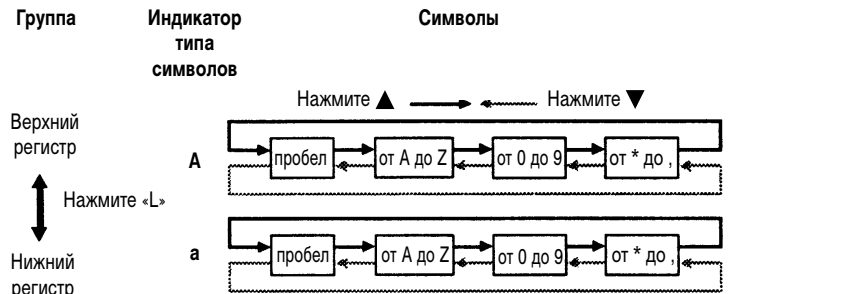 Группа Индикатор типа символов Символы
Нажмите ▲ Нажмите ▼
Верхний регистр
A пробел от A до Z от 0 до 9 от * до ,
Нажмите «L»
a пробел от A до Z от 0 до 9 от * до ,
Нижний регистр